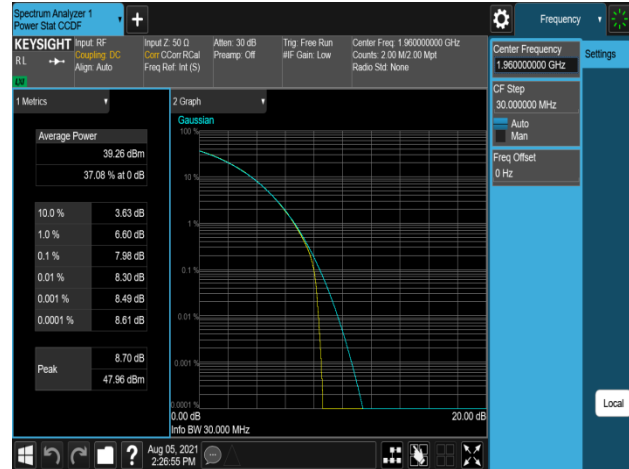 Spectrum Analyzer 1
Power Stat CCDF
Frequency
KEYSIGHT
RL
LXI
Input: RF
Coupling: DC
Align: Auto
Input Z: 50 Ω
Corr CCorr RCal
Freq Ref: Int (S)
Atten: 30 dB
Preamp: Off
Trig: Free Run
#IF Gain: Low
Center Freq: 1.960000000 GHz
Counts: 2.00 M/2.00 Mpt
Radio Std: None
Center Frequency
1.960000000 GHz
Settings
CF Step
30.000000 MHz
Auto
Man
Freq Offset
0 Hz
Local
1 Metrics
Average Power
39.26 dBm
37.08 % at 0 dB
10.0 % 3.63 dB
1.0 % 6.60 dB
0.1 % 7.98 dB
0.01 % 8.30 dB
0.001 % 8.49 dB
0.0001 % 8.61 dB
Peak 8.70 dB
47.96 dBm
2 Graph
Gaussian
100 %
10 %
1 %
0.1 %
0.01 %
0.001 %
0.0001 %
0.00 dB 20.00 dB
Info BW 30.000 MHz
?
Aug 05, 2021
2:26:55 PM